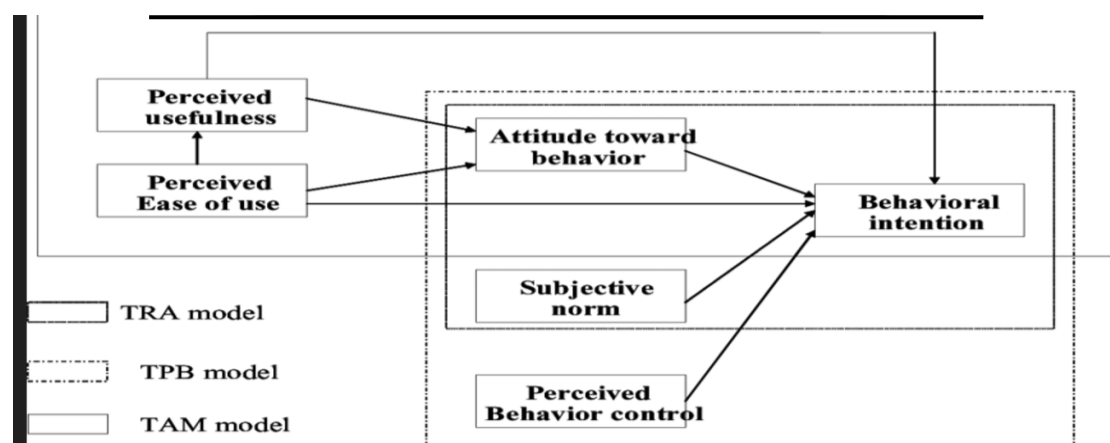 Perceived
usefulness
Perceived
Ease of use
Attitude toward
behavior
Behavioral
intention
Subjective
norm
Perceived
Behavior control
TRA model
TPB model
TAM model